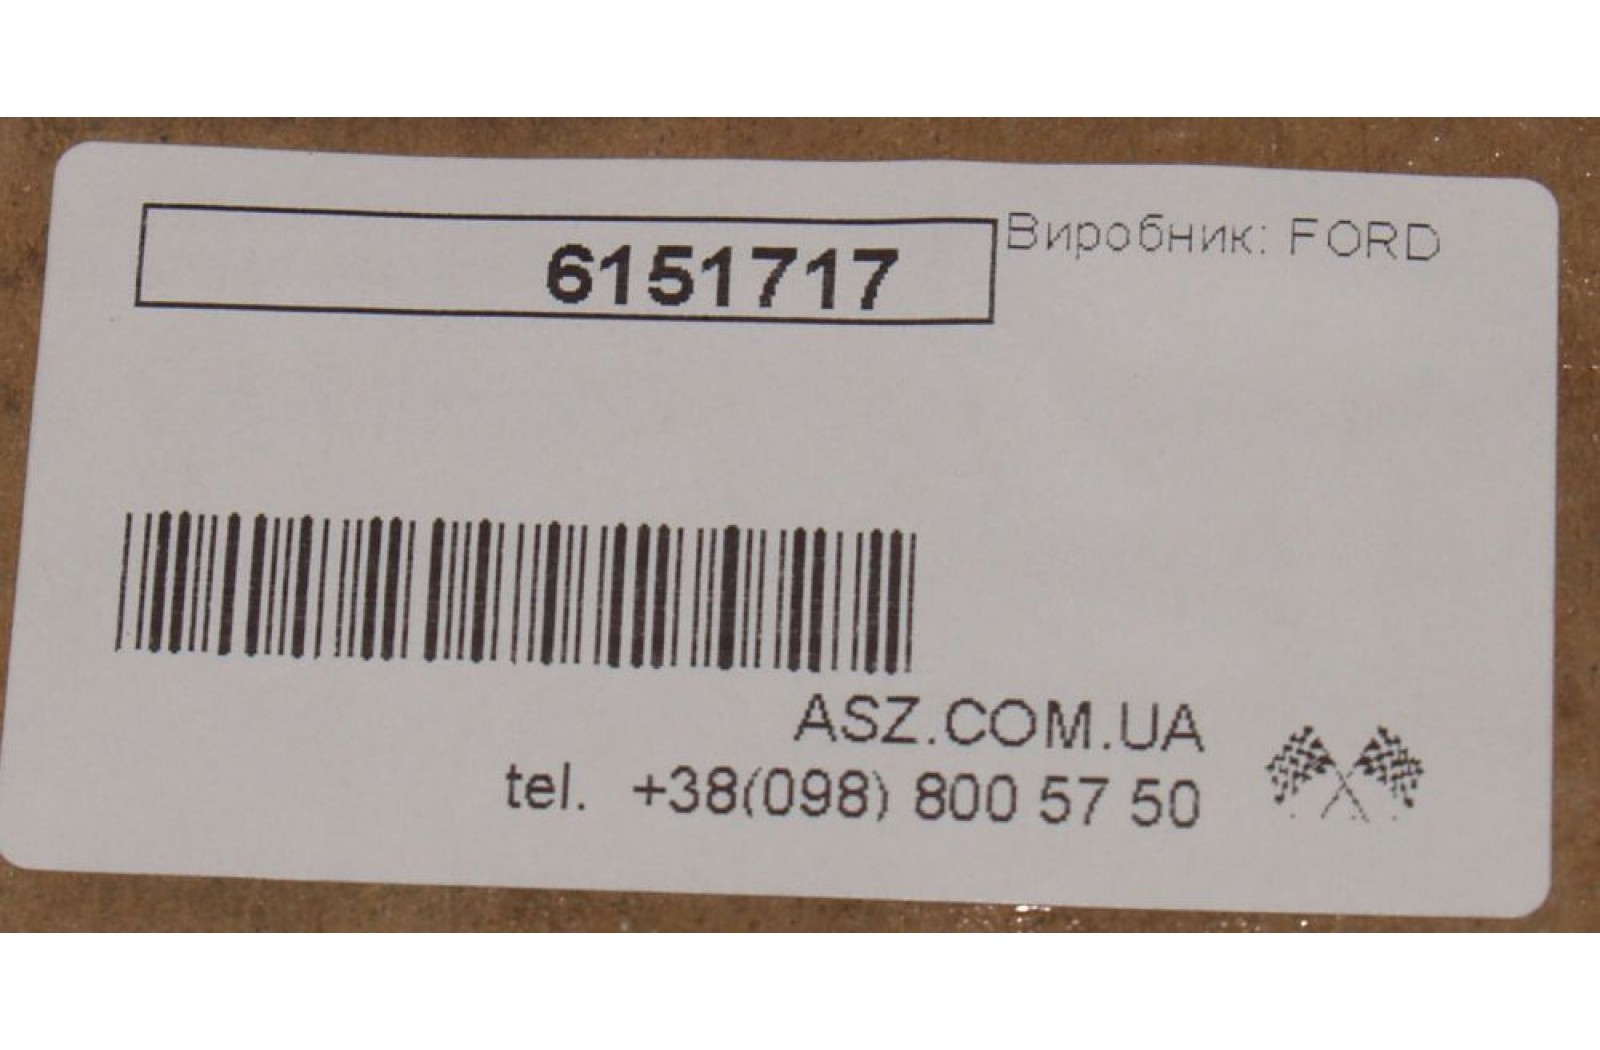 6151717
Виробник: FORD
ASZ.COM.UA
tel. +38(098) 800 57 50